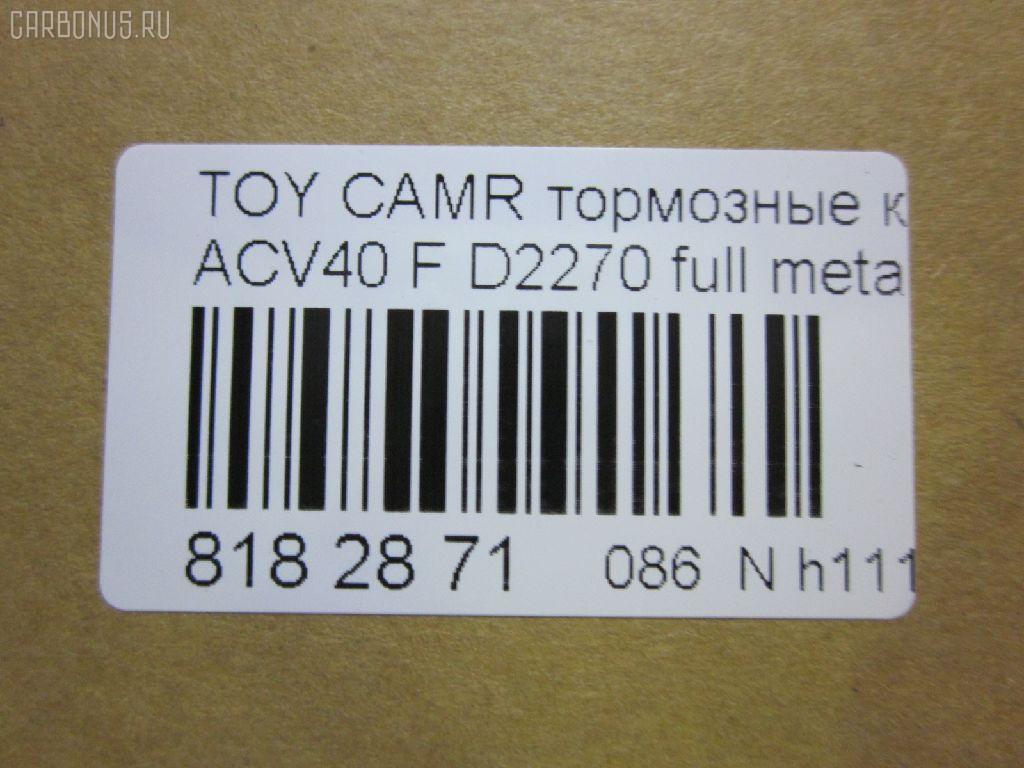 CARBONUS.RU
TOY CAMR тормозные к
ACV40 F D2270 full meta
818 28 71 086 N h111